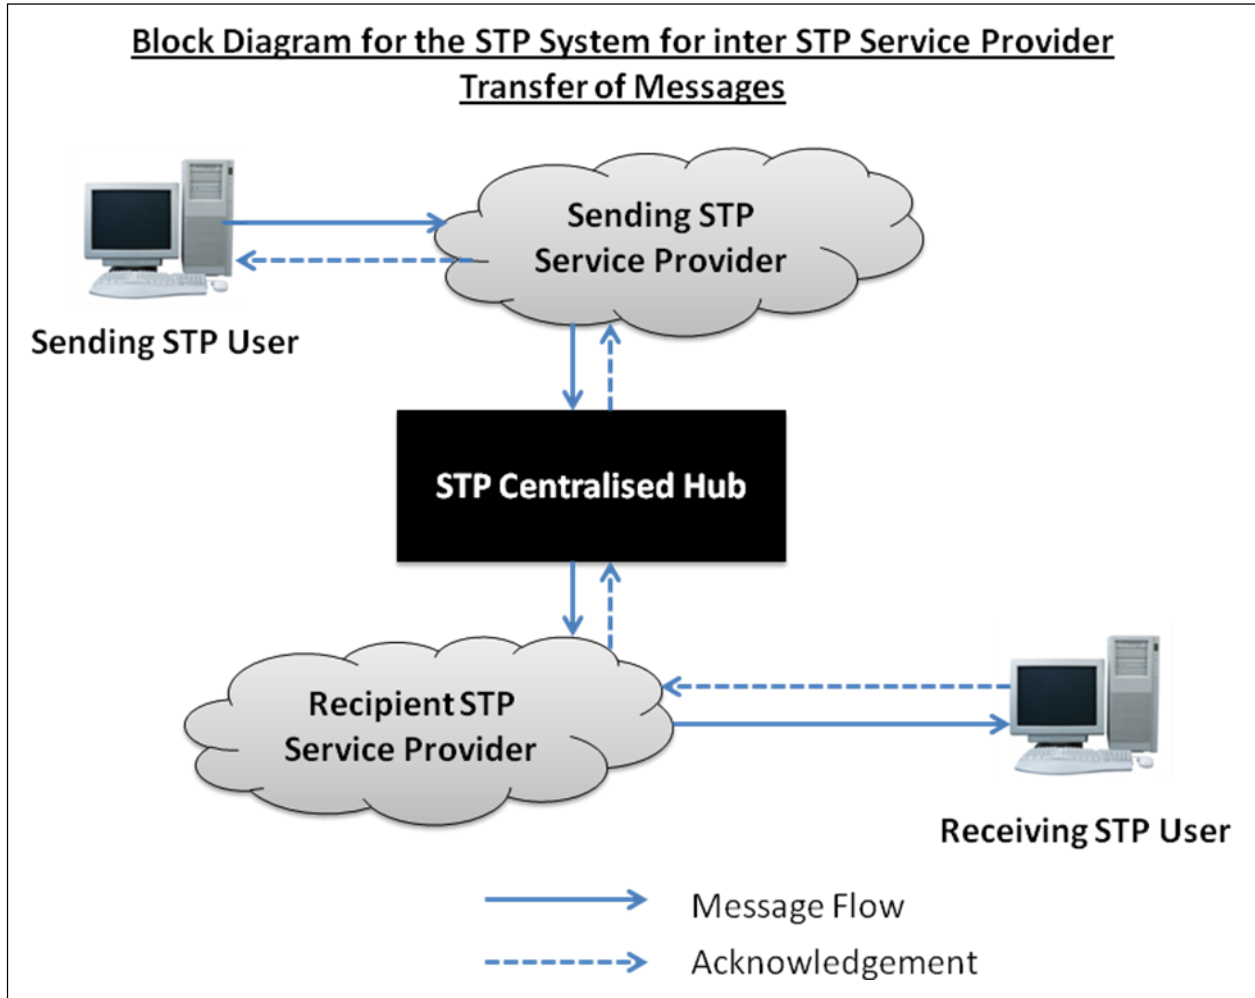 Block Diagram for the STP System for inter STP Service Provider
Transfer of Messages
Sending STP
Service Provider
Sending STP User
STP Centralised Hub
Recipient STP
Service Provider
Receiving STP User
Message Flow
Acknowledgement